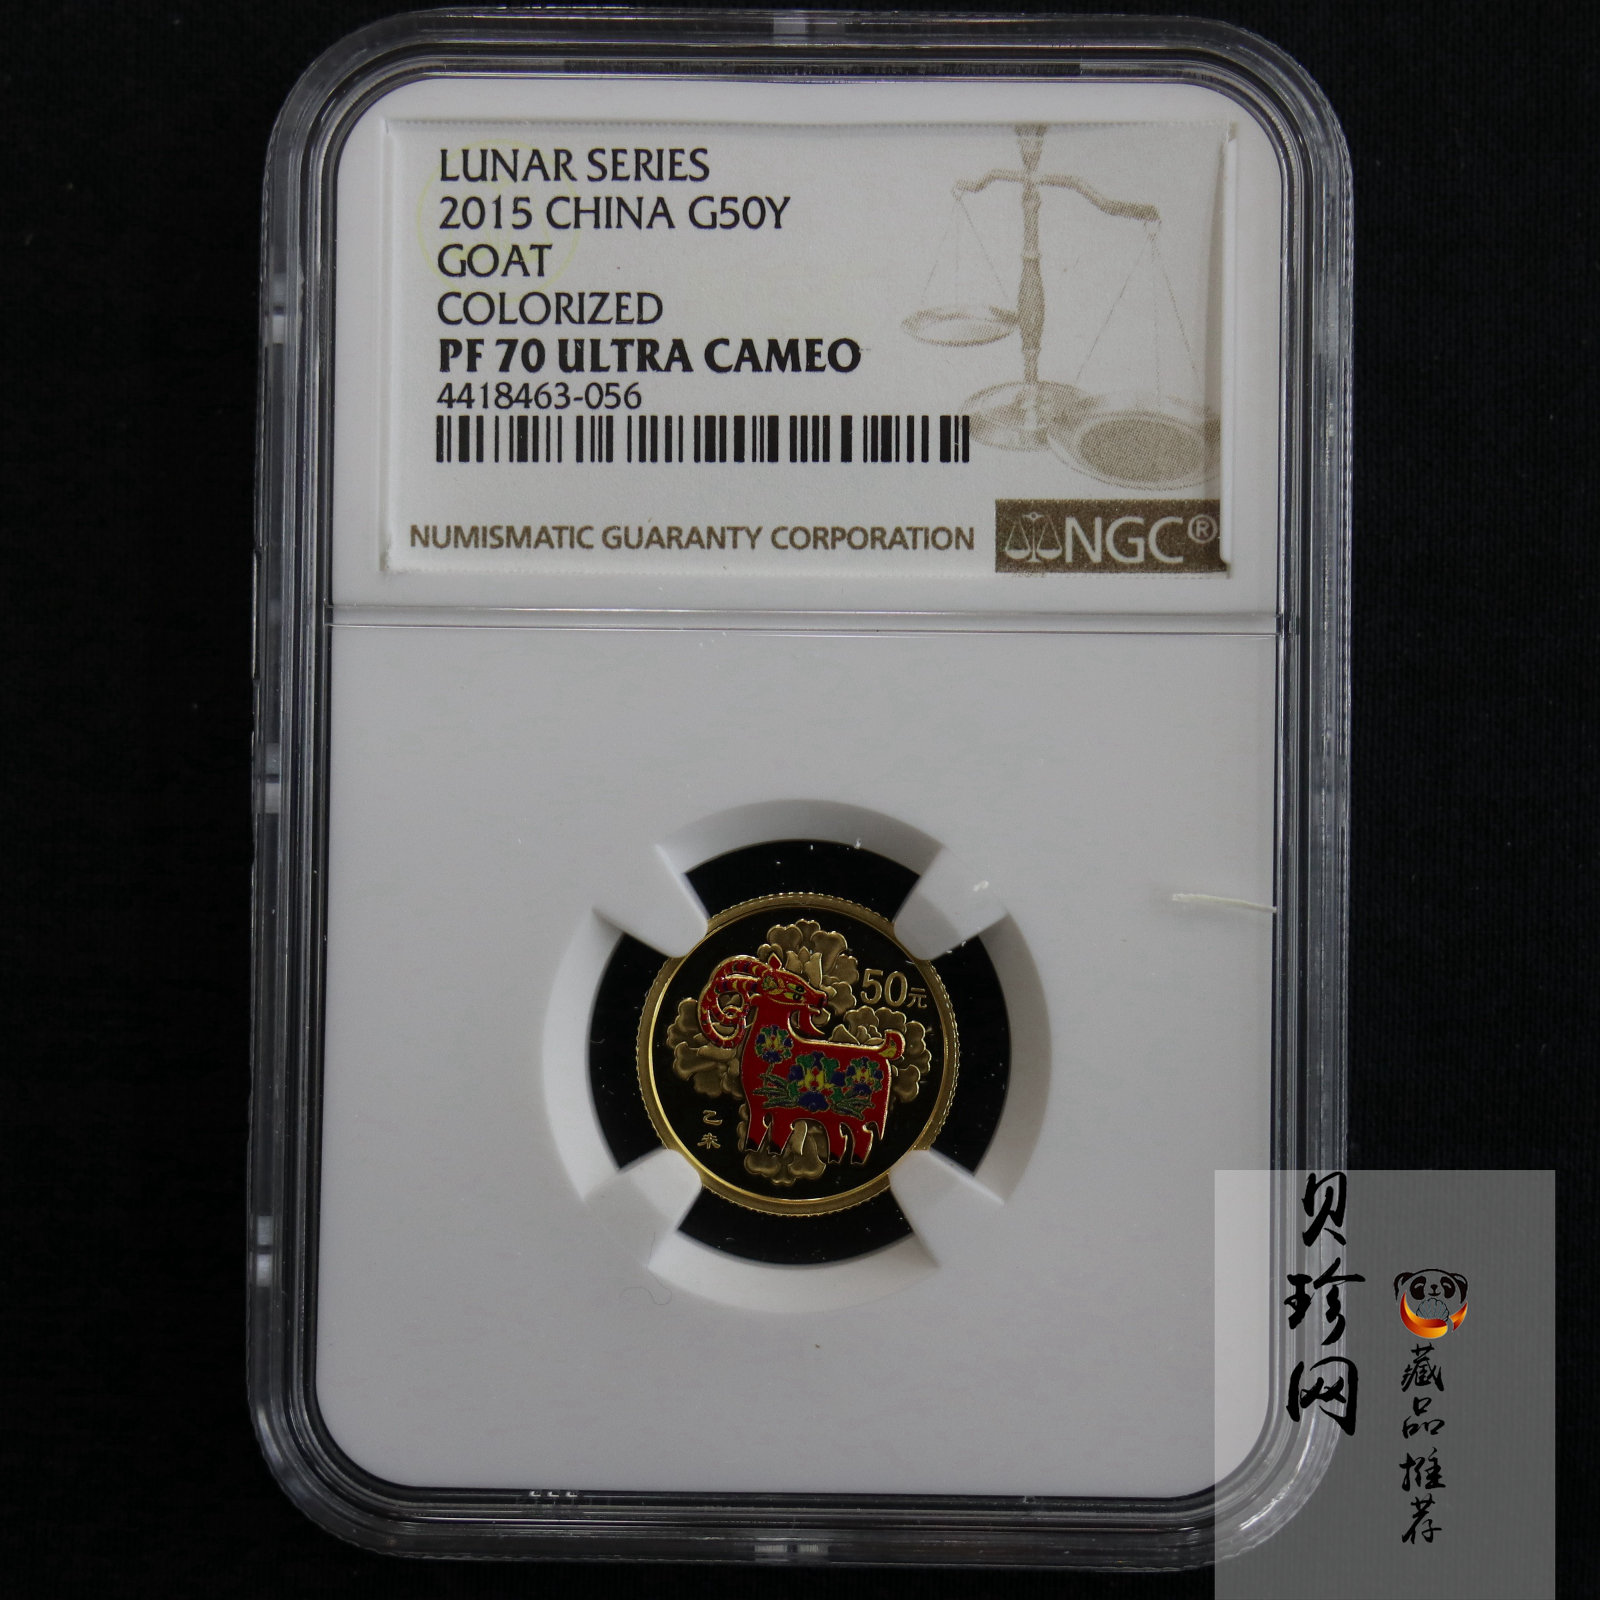 LUNAR SERIES
2015 CHINA G50Y
GOAT
COLORIZED
PF 70 ULTRA CAMEO
4418463-056
NUMISMATIC GUARANTY CORPORATION
NGC®
50元
乙未
贝珍网
藏品推荐